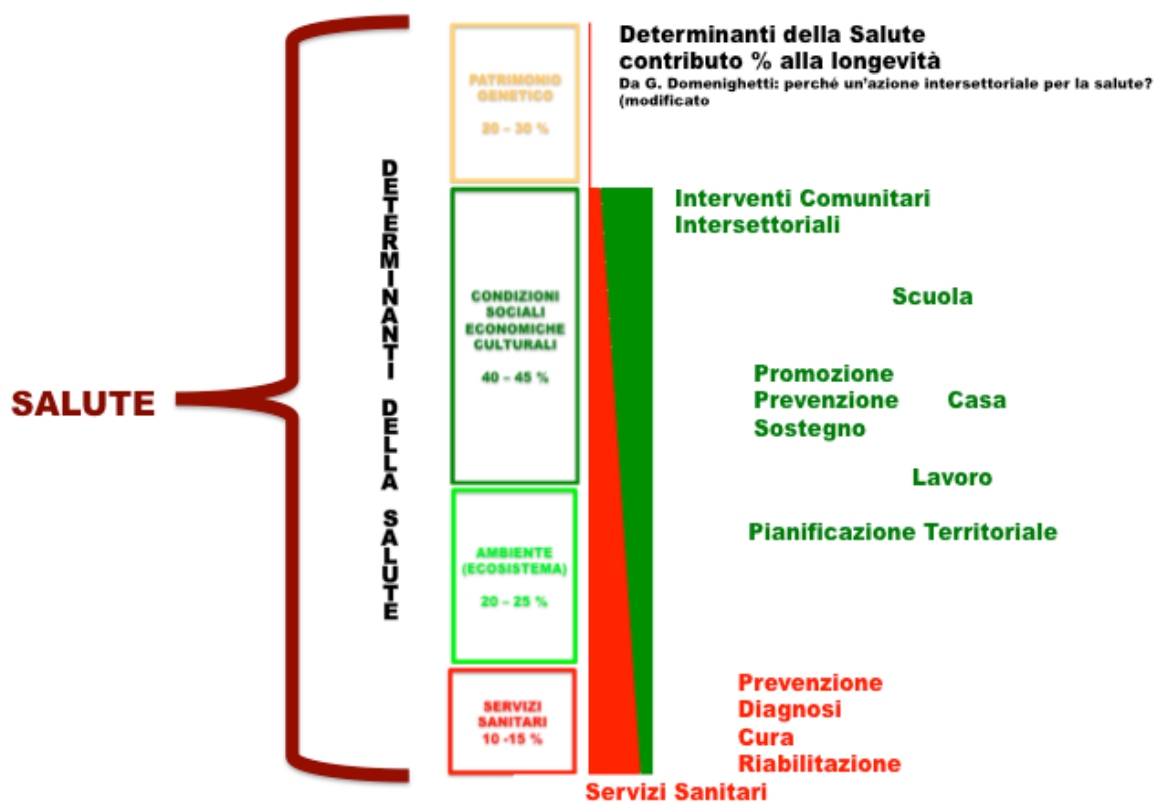 Determinanti della Salute
contributo % alla longevità
Da G. Domenighetti: perché un'azione intersettoriale per la salute?
(modificato
SALUTE
DETERMINANTI DELLA SALUTE
PATRIMONIO
GENETICO
20 – 30 %
CONDIZIONI
SOCIALI
ECONOMICHE
CULTURALI
40 – 45 %
AMBIENTE
(ECOSISTEMA)
20 – 25 %
SERVIZI
SANITARI
10 -15 %
Interventi Comunitari
Intersettoriali
Scuola
Promozione
Prevenzione
Sostegno
Casa
Lavoro
Pianificazione Territoriale
Prevenzione
Diagnosi
Cura
Riabilitazione
Servizi Sanitari